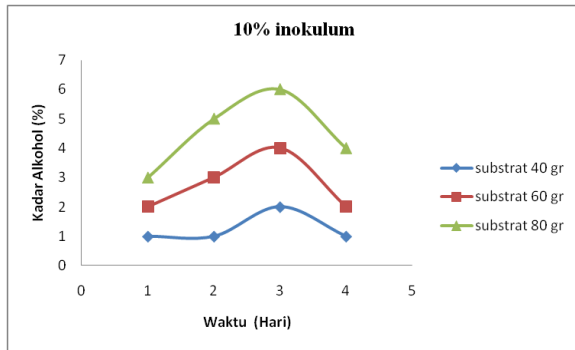 10% inokulum
7
6
5
4
3
2
1
0
Kadar Alkohol (%)
0 1 2 3 4 5
Waktu (Hari)
substrat 40 gr
substrat 60 gr
substrat 80 gr